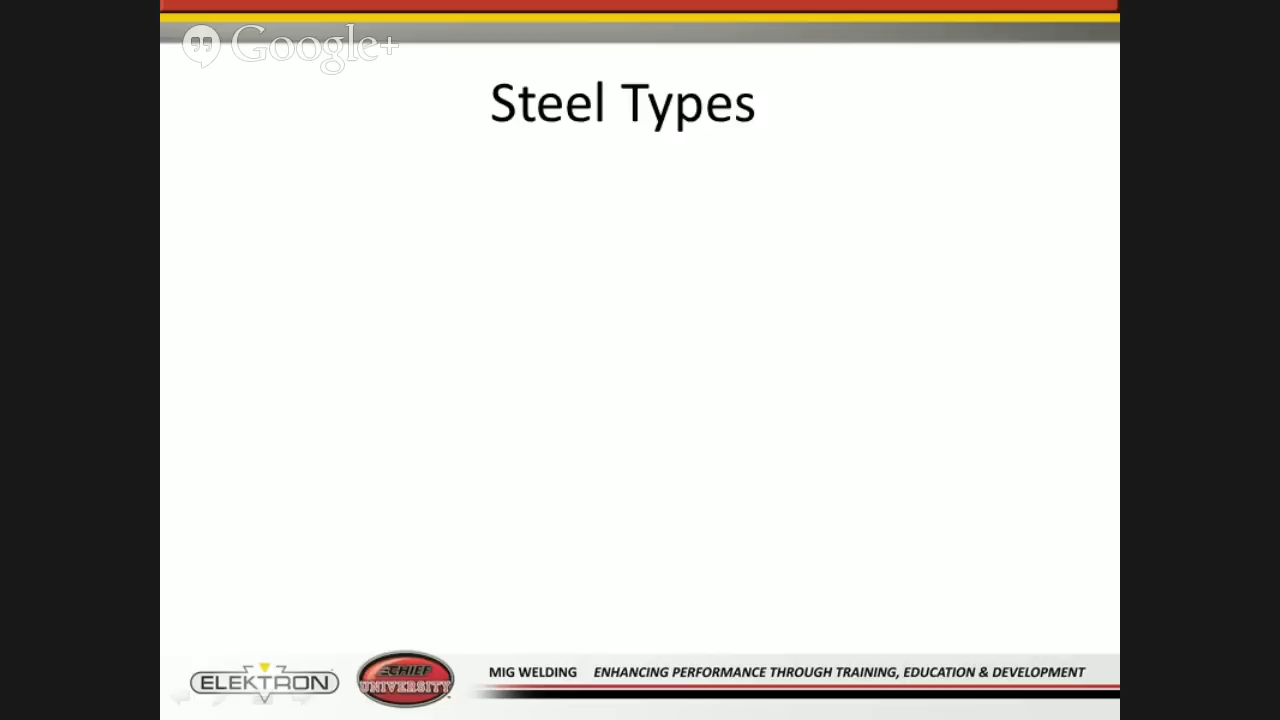 Google+
Steel Types
ELEKTRON
CHIEF
UNIVERSITY
MIG WELDING ENHANCING PERFORMANCE THROUGH TRAINING, EDUCATION & DEVELOPMENT